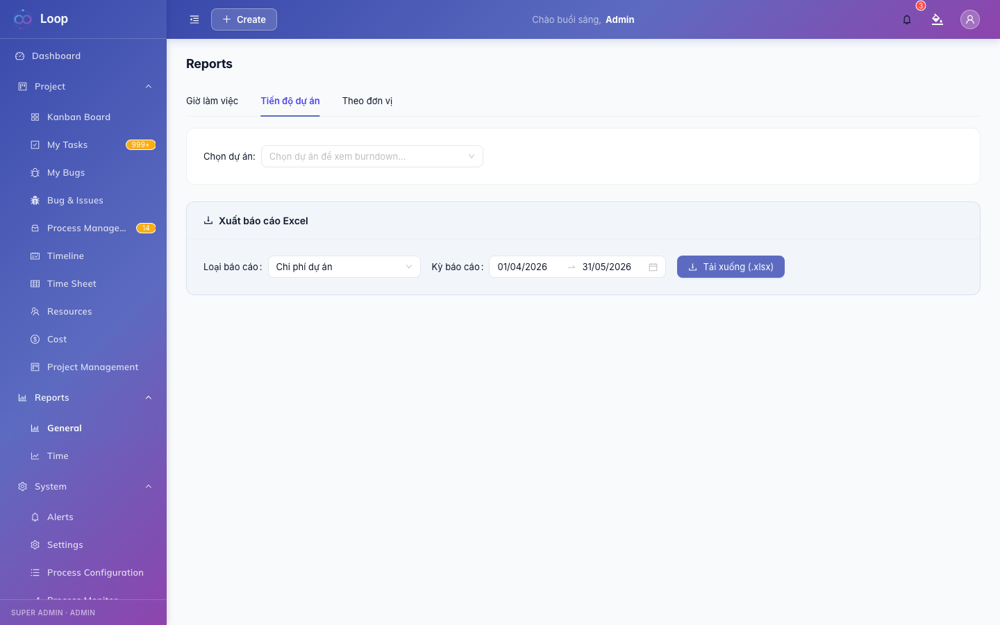 Loop
Create
Chào buổi sáng, Admin
3
Dashboard
Project
Kanban Board
My Tasks 999+
My Bugs
Bug & Issues
Process Manage... 14
Timeline
Time Sheet
Resources
Cost
Project Management
Reports
General
Time
System
Alerts
Settings
Process Configuration
Process Monitor
SUPER ADMIN · ADMIN
Reports
Giờ làm việc Tiến độ dự án Theo đơn vị
Chọn dự án: Chọn dự án để xem burndown...
Xuất báo cáo Excel
Loại báo cáo: Chi phí dự án Kỳ báo cáo: 01/04/2026 → 31/05/2026 Tải xuống (.xlsx)